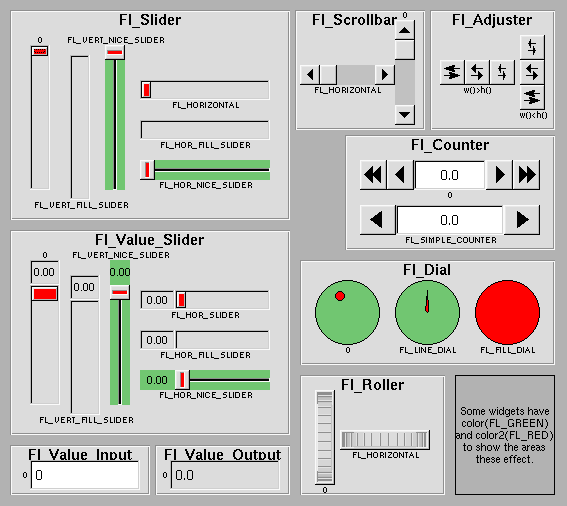 Fl_Slider
0
FL_VERT_NICE_SLIDER
FL_HORIZONTAL
FL_HOR_FILL_SLIDER
FL_HOR_NICE_SLIDER
FL_VERT_FILL_SLIDER
Fl_Scrollbar
0
FL_HORIZONTAL
Fl_Adjuster
w()>h()
w()<h()
Fl_Counter
0.0
0
0.0
FL_SIMPLE_COUNTER
Fl_Value_Slider
0
FL_VERT_NICE_SLIDER
0.00
0.00
0.00
0.00
FL_HOR_SLIDER
0.00
FL_HOR_FILL_SLIDER
0.00
FL_HOR_NICE_SLIDER
FL_VERT_FILL_SLIDER
Fl_Dial
0
FL_LINE_DIAL
FL_FILL_DIAL
Fl_Roller
FL_HORIZONTAL
0
Some widgets have
color(FL_GREEN)
and color2(FL_RED)
to show the areas
these effect.
Fl_Value_Input
0
0
Fl_Value_Output
0
0.0